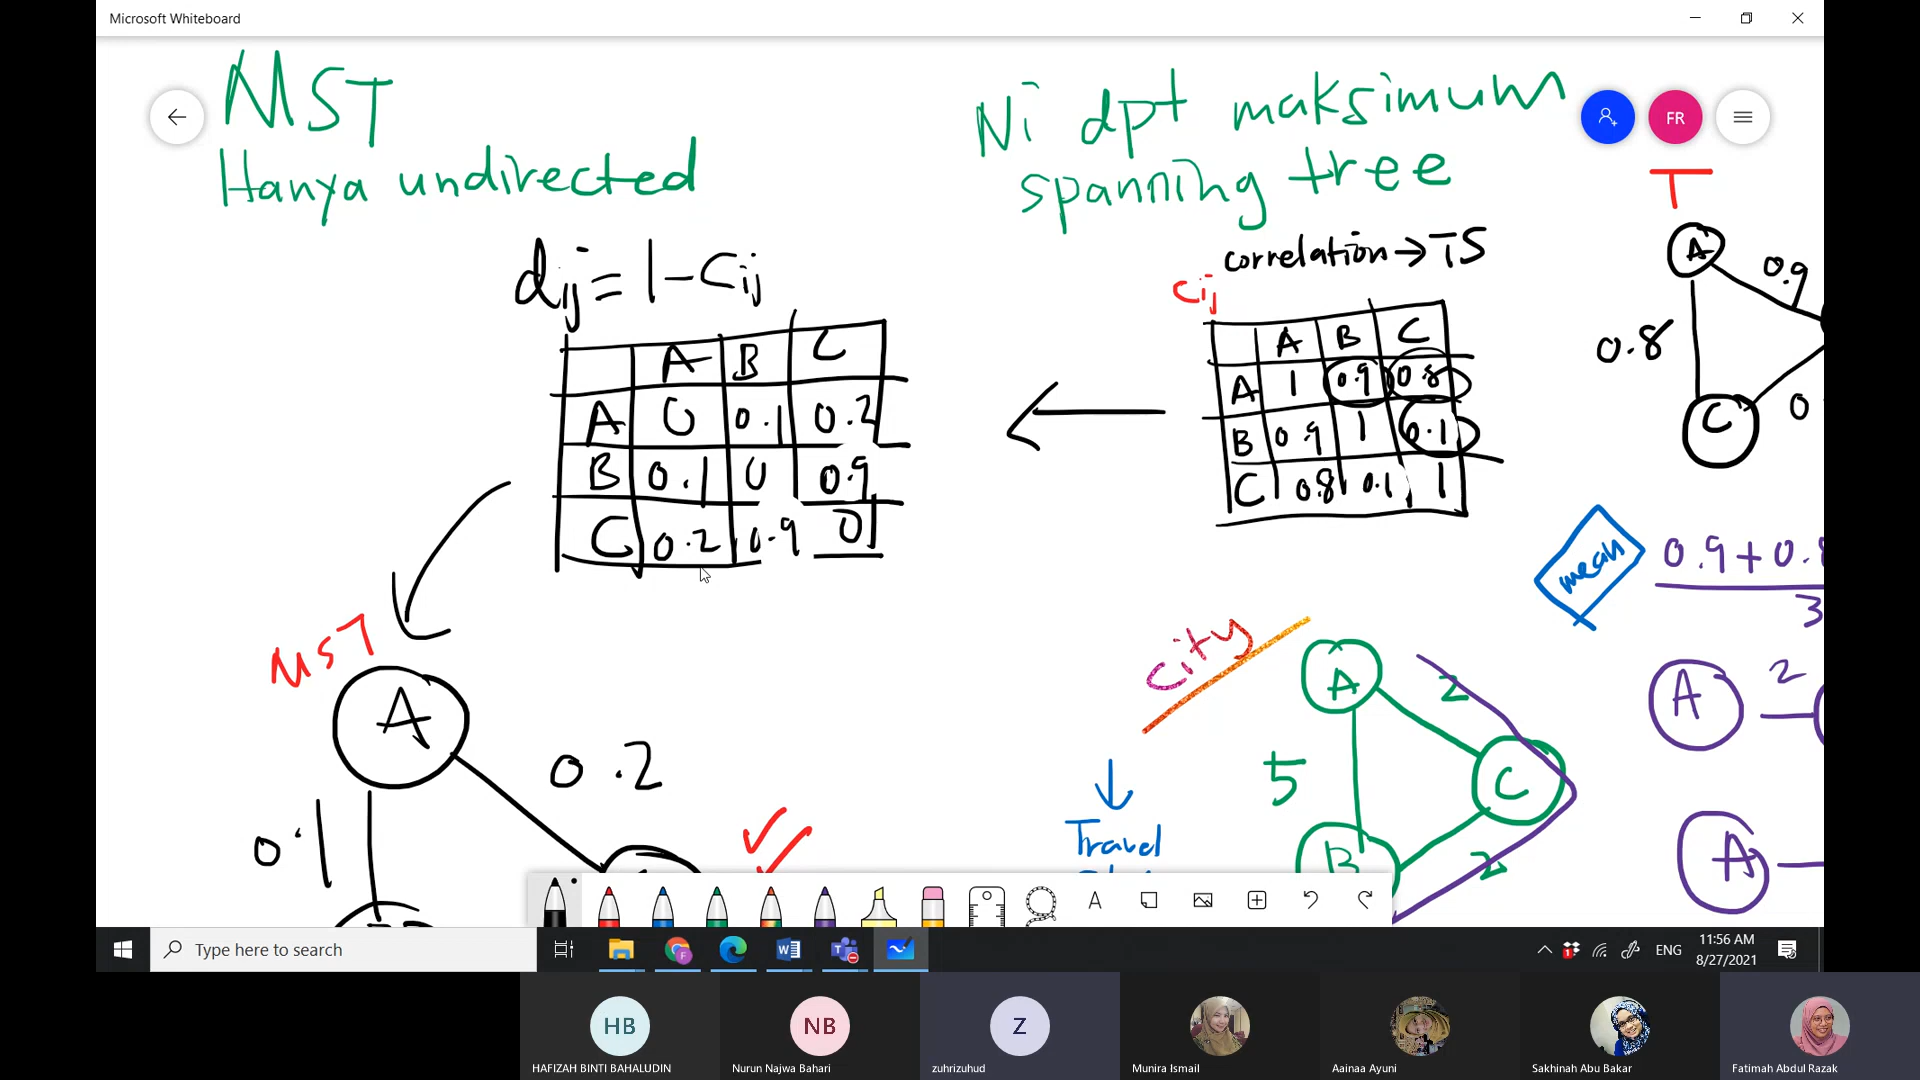 Microsoft Whiteboard
MST
Hanya undirected
Ni dpt maksimum
spanning tree
FR
T
dij = 1 - Cij
correlation → TS
Cij
A B C
A 0 0.1 0.2
B 0.1 0 0.9
C 0.2 0.9 0
A B C
A 1 0.9 0.8
B 0.9 1 0.1
C 0.8 0.1 1
A
0.9
0.8
C
0
mean
0.9+0.8
3
MST
A
0.2
0.1
City
A
2
5
C
B
2
Travel
A
2
A
A
Type here to search
ENG
11:56 AM
8/27/2021
HB
NB
Z
HAFIZAH BINTI BAHALUDIN
Nurun Najwa Bahari
zuhrizuhud
Munira Ismail
Aainaa Ayuni
Sakhinah Abu Bakar
Fatimah Abdul Razak